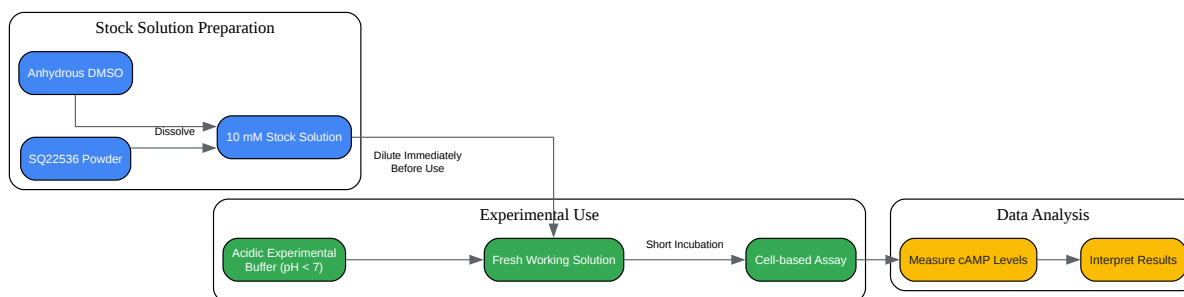 Stock Solution Preparation
Anhydrous DMSO
Dissolve
SQ22536 Powder
10 mM Stock Solution
Dilute Immediately
Before Use
Experimental Use
Acidic Experimental
Buffer (pH < 7)
Fresh Working Solution
Short Incubation
Cell-based Assay
Data Analysis
Measure cAMP Levels
Interpret Results